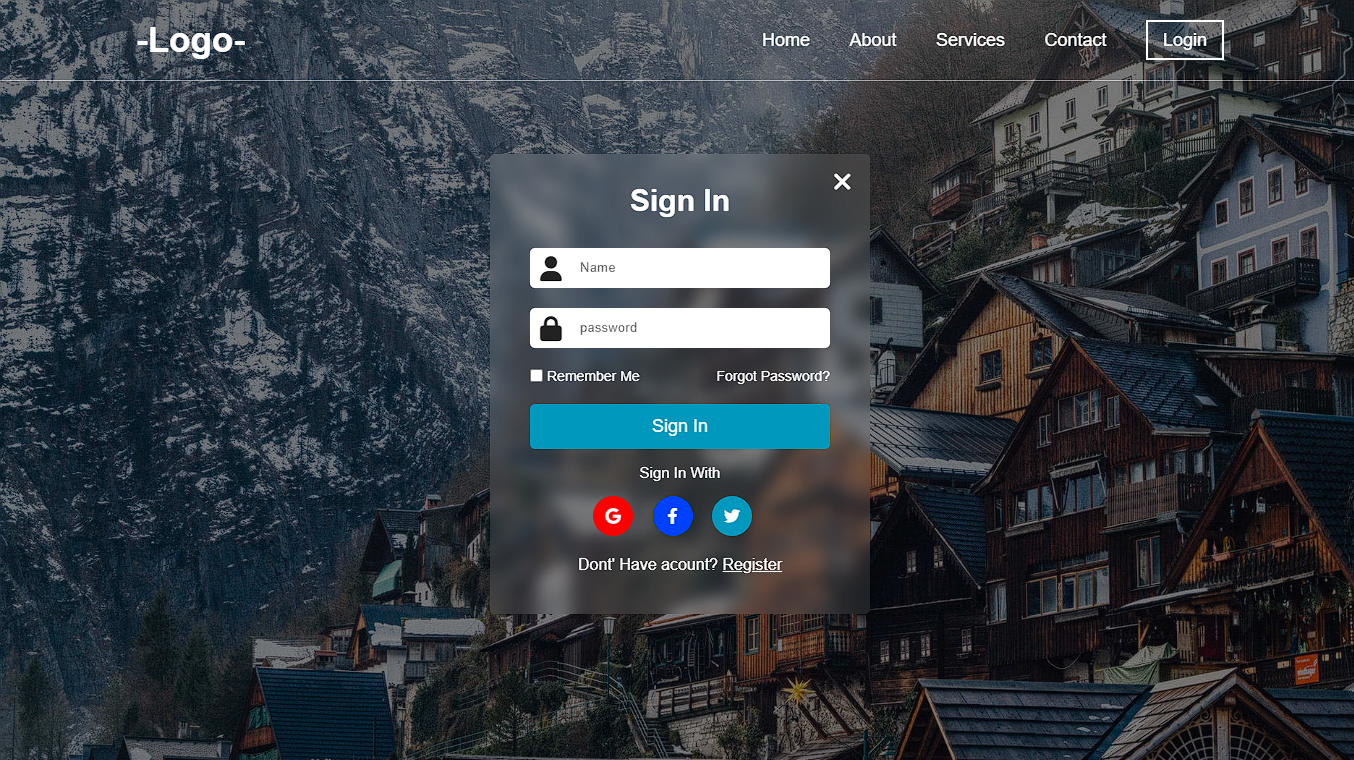 -Logo-
Home About Services Contact Login
Sign In
Name
password
Remember Me Forgot Password?
Sign In
Sign In With
Dont' Have acount? Register